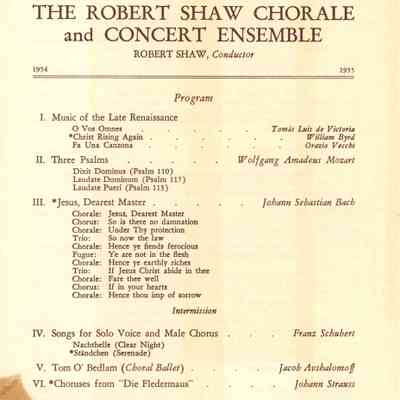 THE ROBERT SHAW CHORALE
and CONCERT ENSEMBLE
ROBERT SHAW, Conductor
1954 1955
Program
I. Music of the Late Renaissance
O Vos Omnes . . . . . . . Tomás Luis de Victoria
*Christ Rising Again . . . . . . . William Byrd
Fa Una Canzona . . . . . . . Orazio Vecchi
II. Three Psalms . . . . . Wolfgang Amadeus Mozart
Dixit Dominus (Psalm 110)
Laudate Dominum (Psalm 117)
Laudate Pueri (Psalm 113)
III. *Jesus, Dearest Master . . . . . Johann Sebastian Bach
Chorale: Jesus, Dearest Master
Chorus: So is there no damnation
Chorale: Under Thy protection
Trio: So now the law
Chorale: Hence ye fiends ferocious
Fugue: Ye are not in the flesh
Chorale: Hence ye earthly riches
Trio: If Jesus Christ abide in thee
Chorale: Fare thee well
Chorus: If in your hearts
Chorale: Hence thou imp of sorrow
Intermission
IV. Songs for Solo Voice and Male Chorus . . . Franz Schubert
Nachthelle (Clear Night)
*Ständchen (Serenade)
V. Tom O' Bedlam (Choral Ballet) . . . . Jacob Avshalomoff
VI. *Choruses from "Die Fledermaus" . . . . Johann Strauss